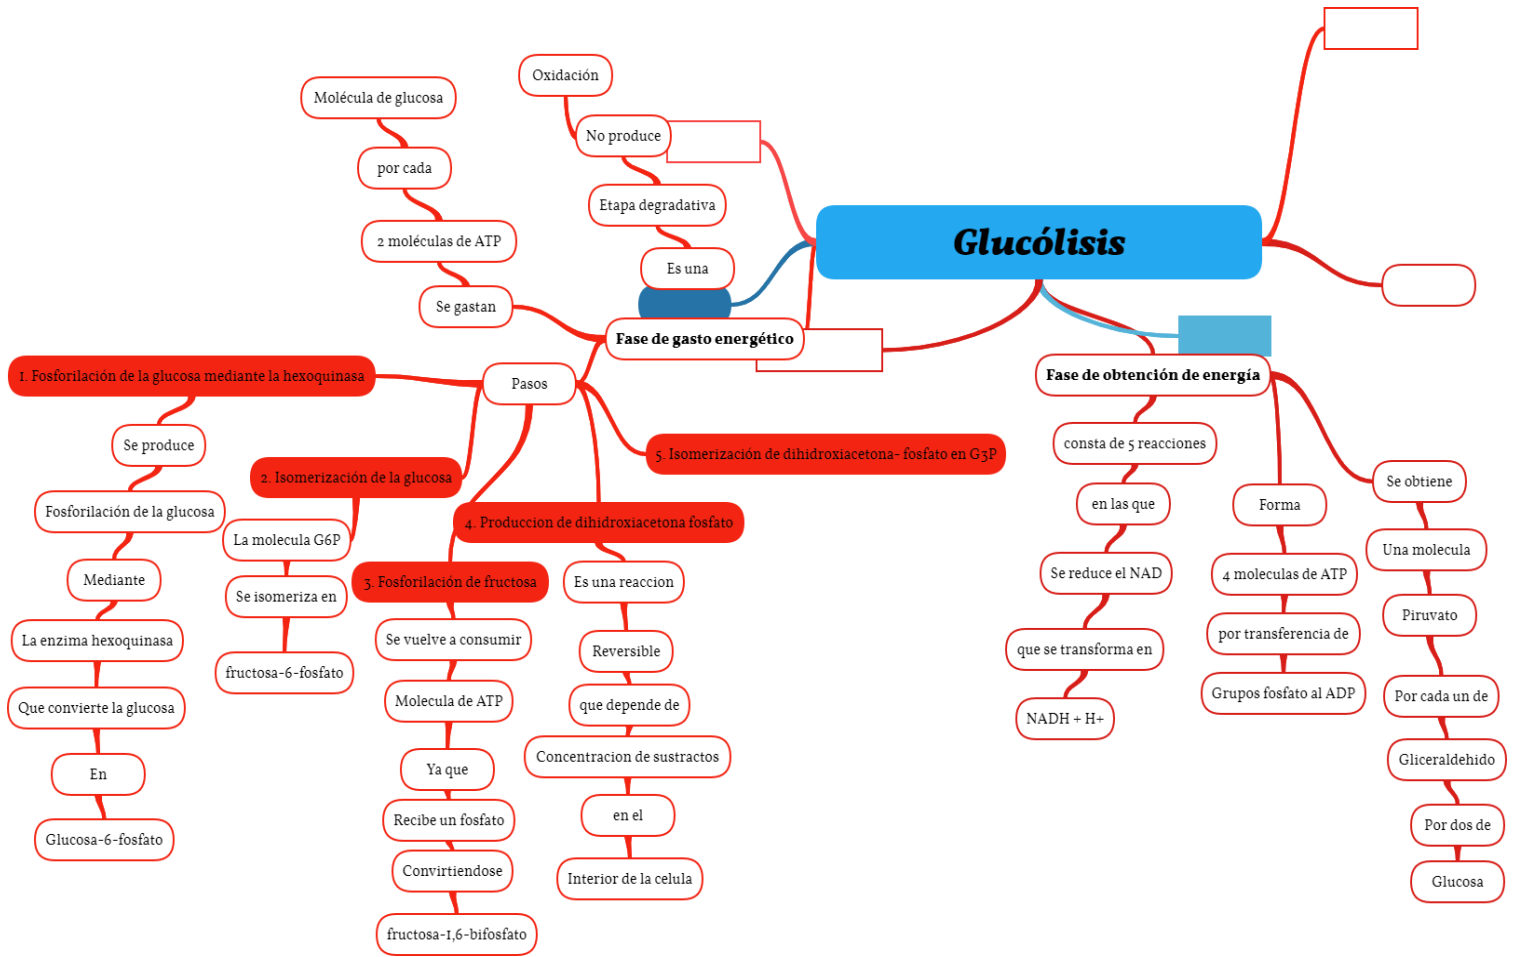 Glucólisis
Oxidación
No produce
Etapa degradativa
Es una
Molécula de glucosa
por cada
2 moléculas de ATP
Se gastan
Fase de gasto energético
Pasos
1. Fosforilación de la glucosa mediante la hexoquinasa
Se produce
Fosforilación de la glucosa
Mediante
La enzima hexoquinasa
Que convierte la glucosa
En
Glucosa-6-fosfato
2. Isomerización de la glucosa
La molecula G6P
Se isomeriza en
fructosa-6-fosfato
3. Fosforilación de fructosa
Se vuelve a consumir
Molecula de ATP
Ya que
Recibe un fosfato
Convirtiendose
fructosa-1,6-bifosfato
4. Produccion de dihidroxiacetona fosfato
Es una reaccion
Reversible
que depende de
Concentracion de sustractos
en el
Interior de la celula
5. Isomerización de dihidroxiacetona- fosfato en G3P
Fase de obtención de energía
consta de 5 reacciones
en las que
Se reduce el NAD
que se transforma en
NADH + H+
Forma
4 moleculas de ATP
por transferencia de
Grupos fosfato al ADP
Se obtiene
Una molecula
Piruvato
Por cada un de
Gliceraldehido
Por dos de
Glucosa